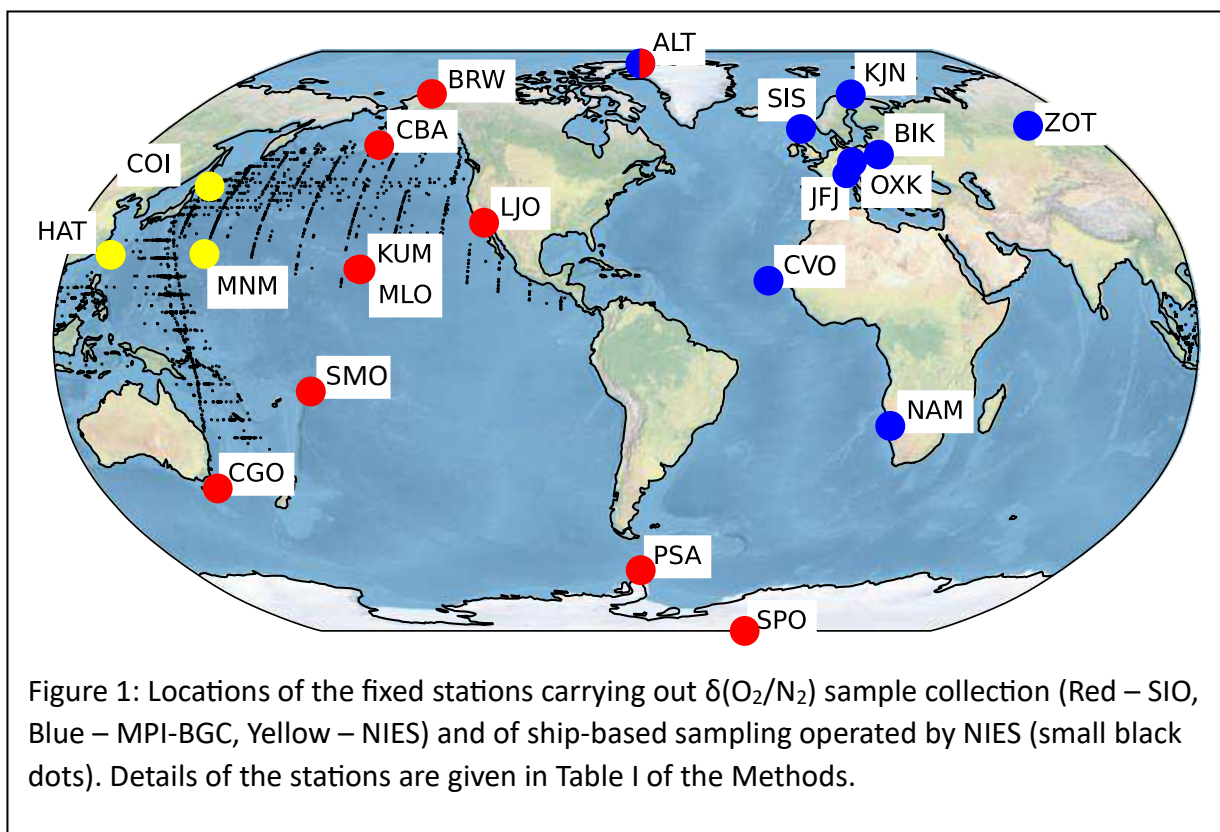 ALT
BRW
KJN
SIS
CBA
BIK
ZOT
COI
OXK
JFJ
LJO
HAT
KUM
CVO
MNM
MLO
SMO
NAM
CGO
PSA
SPO
Figure 1: Locations of the fixed stations carrying out δ(O₂/N₂) sample collection (Red – SIO,
Blue – MPI-BGC, Yellow – NIES) and of ship-based sampling operated by NIES (small black
dots). Details of the stations are given in Table I of the Methods.